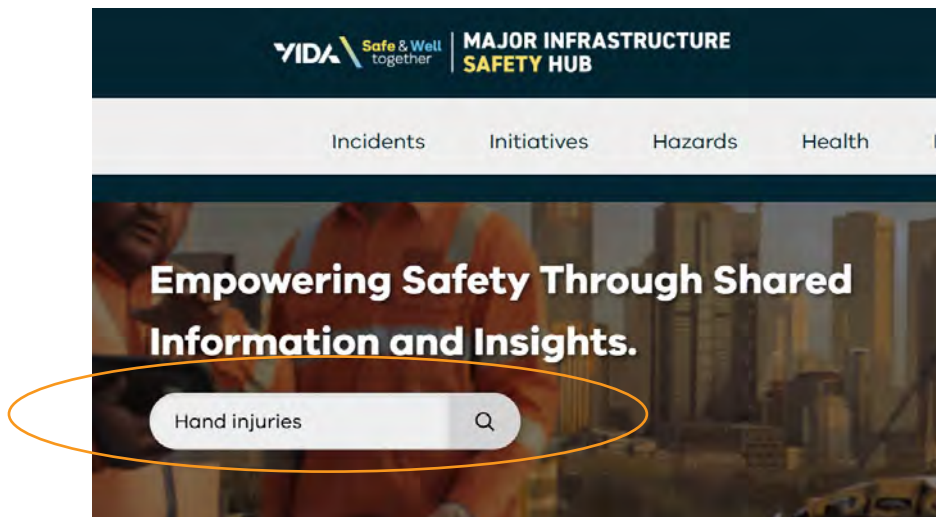 VIDA Safe & Well together MAJOR INFRASTRUCTURE SAFETY HUB
Incidents Initiatives Hazards Health
Empowering Safety Through Shared
Information and Insights.
Hand injuries